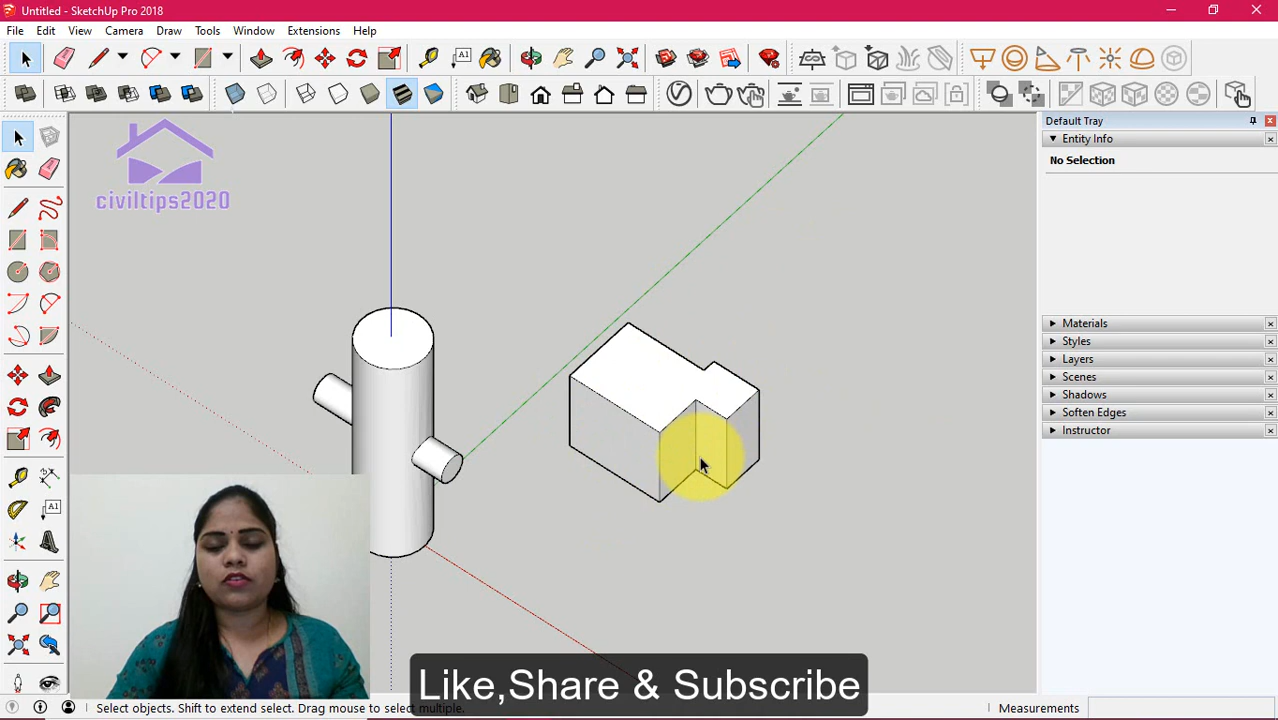 Untitled - SketchUp Pro 2018
File Edit View Camera Draw Tools Window Extensions Help
civiltips2020
Default Tray
Entity Info
No Selection
Materials
Styles
Layers
Scenes
Shadows
Soften Edges
Instructor
A1
A1
Like,Share & Subscribe
Select objects. Shift to extend select. Drag mouse to select multiple.
Measurements